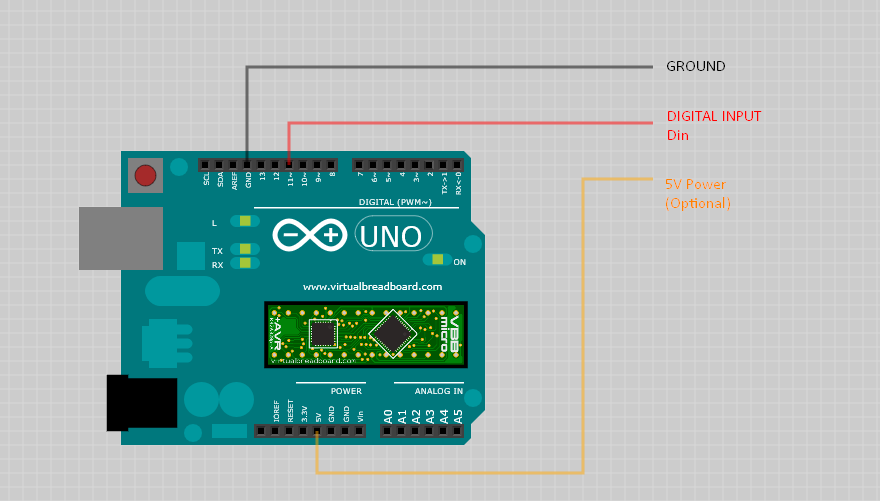 GROUND
DIGITAL INPUT
Din
5V Power
(Optional)
SCL
SDA
AREF
GND
13
12
11~
10~
9~
8
7
6~
5~
4
3~
2
TX->1
RX<-0
DIGITAL (PWM~)
L
TX
RX
UNO
ON
www.virtualbreadboard.com
+AVR
VBB
micro
virtualbreadboard.com
POWER
ANALOG IN
IOREF
RESET
3.3V
5V
GND
GND
Vin
A0
A1
A2
A3
A4
A5